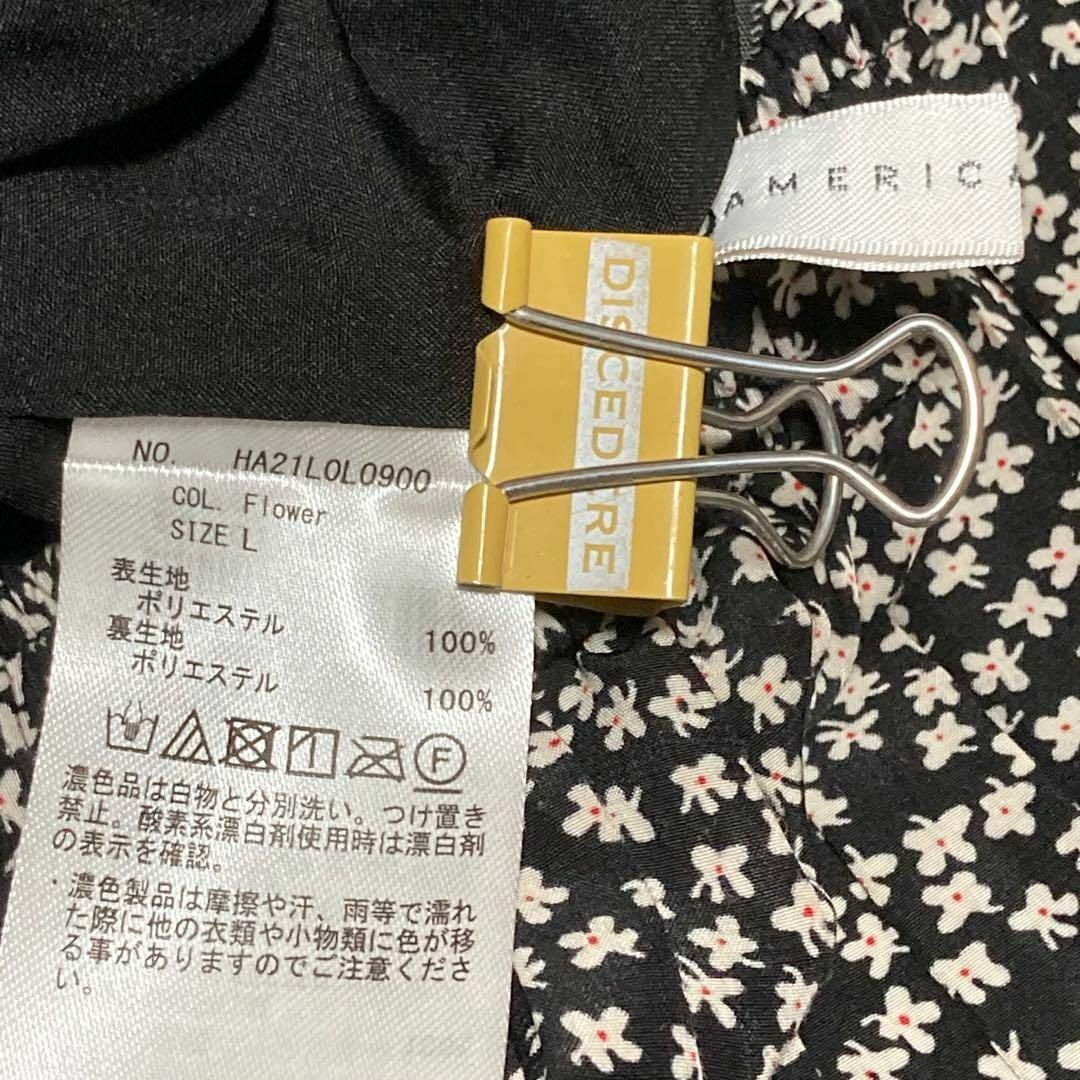 AMERICA
DISCEDARE
NO. HA21L0L0900
COL. Flower
SIZE L
表生地
ポリエステル 100%
裏生地
ポリエステル 100%
F
濃色品は白物と分別洗い。つけ置き
禁止。酸素系漂白剤使用時は漂白剤
の表示を確認。
・濃色製品は摩擦や汗、雨等で濡れ
た際に他の衣類や小物類に色が移
る事がありますのでご注意くださ
い。